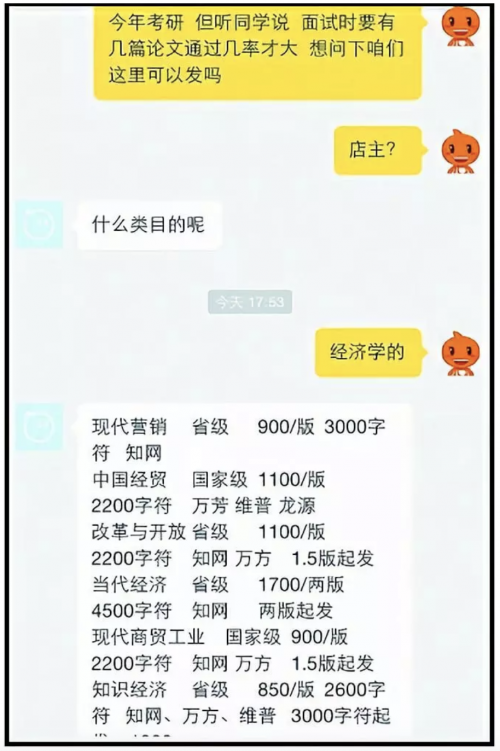 今年考研 但听同学说 面试时要有
几篇论文通过几率才大 想问下咱们
这里可以发吗
店主?
什么类目的呢
今天 17:53
经济学的
现代营销 省级 900/版 3000字
符 知网
中国经贸 国家级 1100/版
2200字符 万芳 维普 龙源
改革与开放 省级 1100/版
2200字符 知网 万方 1.5版起发
当代经济 省级 1700/两版
4500字符 知网 两版起发
现代商贸工业 国家级 900/版
2200字符 知网 万方 1.5版起发
知识经济 省级 850/版 2600字
符 知网、万方、维普 3000字符起